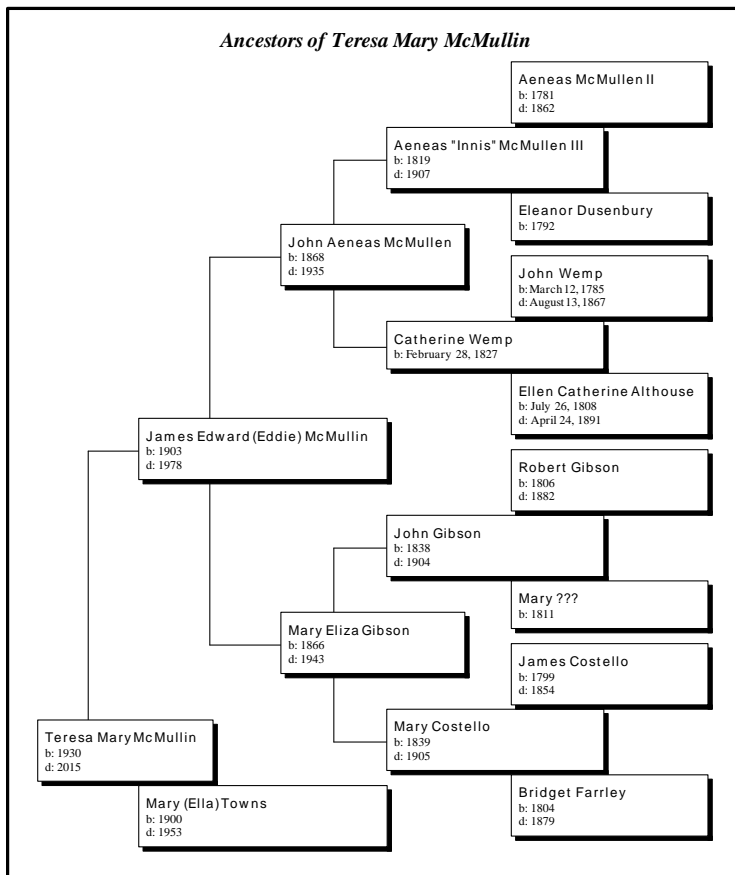 Ancestors of Teresa Mary McMullin
Aeneas McMullen II
b: 1781
d: 1862
Aeneas "Innis" McMullen III
b: 1819
d: 1907
Eleanor Dusenbury
b: 1792
John Aeneas McMullen
b: 1868
d: 1935
John Wemp
b: March 12, 1785
d: August 13, 1867
Catherine Wemp
b: February 28, 1827
Ellen Catherine Althouse
b: July 26, 1808
d: April 24, 1891
James Edward (Eddie) McMullin
b: 1903
d: 1978
Robert Gibson
b: 1806
d: 1882
John Gibson
b: 1838
d: 1904
Mary ???
b: 1811
Mary Eliza Gibson
b: 1866
d: 1943
James Costello
b: 1799
d: 1854
Mary Costello
b: 1839
d: 1905
Teresa Mary McMullin
b: 1930
d: 2015
Bridget Farrley
b: 1804
d: 1879
Mary (Ella) Towns
b: 1900
d: 1953